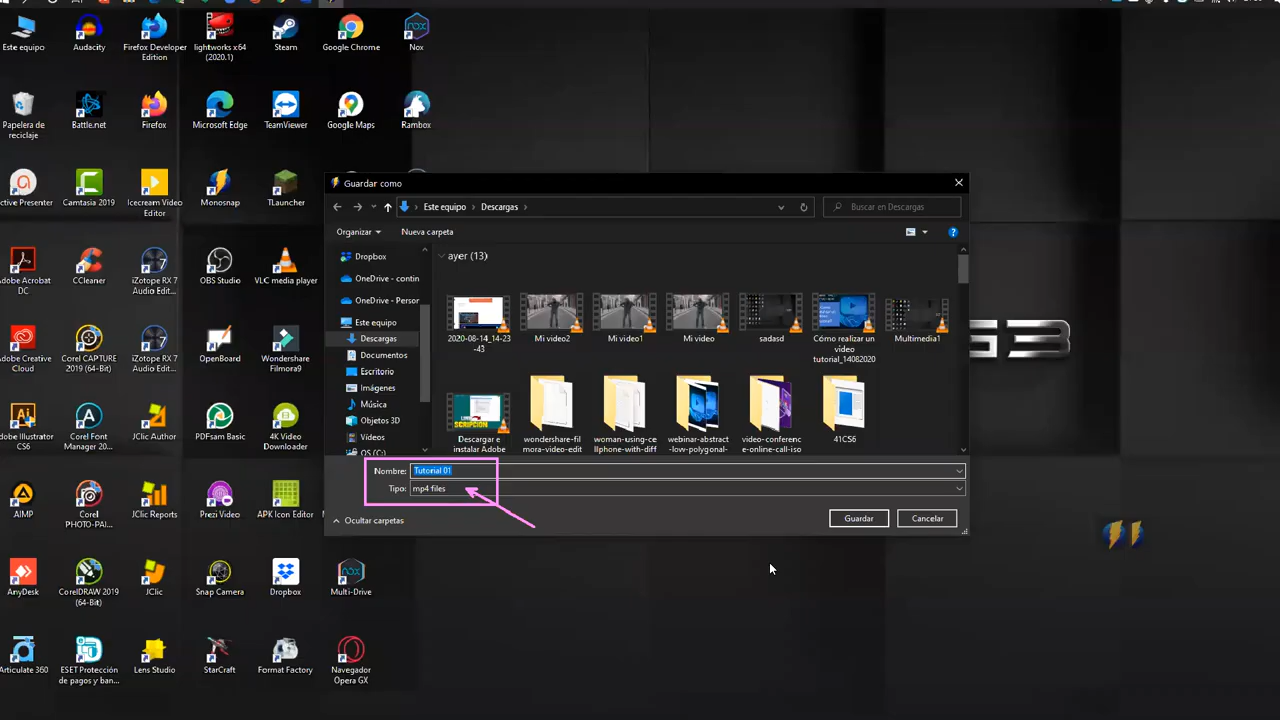 Este equipo
Audacity
Firefox Developer
Edition
lightworks x64
(2020.1)
Steam
Google Chrome
Nox
Papelera de
reciclaje
Battle.net
Firefox
Microsoft Edge
TeamViewer
Google Maps
Rambox
ctive Presenter
Camtasia 2019
Icecream Video
Editor
Monosnap
TLauncher
dobe Acrobat
DC
CCleaner
iZotope RX 7
Audio Edit...
OBS Studio
VLC media player
dobe Creative
Cloud
Corel CAPTURE
2019 (64-Bit)
iZotope RX 7
Audio Edit...
OpenBoard
Wondershare
Filmora9
dobe Illustrator
CS6
Corel Font
Manager 20...
JClic Author
PDFsam Basic
4K Video
Downloader
AIMP
Corel
PHOTO-PAI...
JClic Reports
Prezi Video
APK Icon Editor
AnyDesk
CorelDRAW 2019
(64-Bit)
JClic
Snap Camera
Dropbox
Multi-Drive
Articulate 360
ESET Protección
de pagos y ban...
Lens Studio
StarCraft
Format Factory
Navegador
Opera GX
Guardar como
Este equipo › Descargas ›
Buscar en Descargas
Organizar
Nueva carpeta
Dropbox
OneDrive - contin
OneDrive - Persor
Este equipo
Descargas
Documentos
Escritorio
Imágenes
Música
Objetos 3D
Vídeos
OS (C:)
ayer (13)
2020-08-14_14-23
-43
Mi video2
Mi video1
Mi video
sadasd
Cómo realizar un
video
tutorial_14082020
Multimedia1
Descargar e
instalar Adobe
wondershare-fil
mora-video-edit
woman-using-ce
llphone-with-diff
webinar-abstract
-low-polygonal-
video-conferenc
e-online-call-iso
41CS6
Nombre: Tutorial 01
Tipo: mp4 files
Ocultar carpetas
Guardar
Cancelar
G3